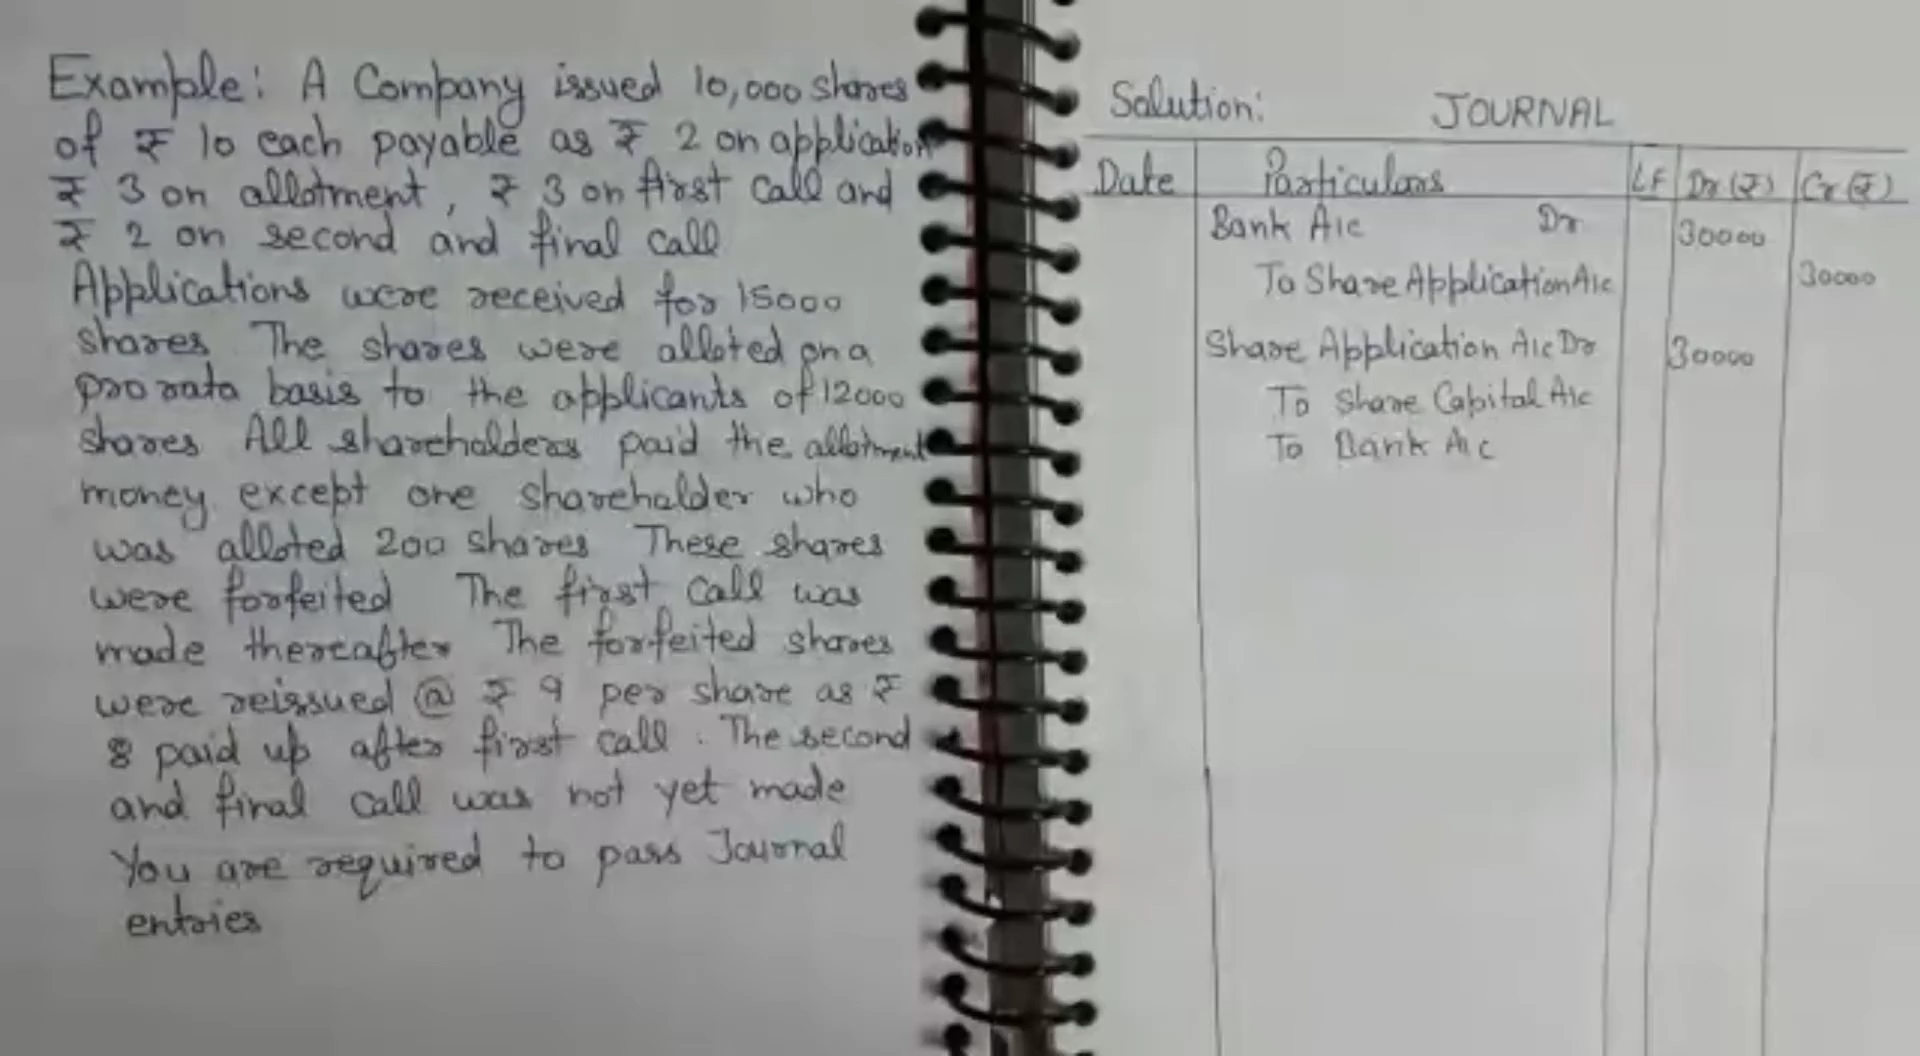 Example: A Company issued 10,000 shares
of ₹ 10 each payable as ₹ 2 on application
₹ 3 on allotment, ₹ 3 on first call and
₹ 2 on second and final call
Applications were received for 15000
shares The shares were alloted on a
pro rata basis to the applicants of 12000
shares All shareholders paid the allotment
money except one shareholder who
was alloted 200 shares These shares
were forfeited The first call was
made thereafter The forfeited shares
were reissued @ ₹ 9 per share as ₹
8 paid up after first call. The second
and final call was not yet made
You are required to pass Journal
entries
Solution: JOURNAL
Date Particulars LF Dr (₹) Cr (₹)
Bank A/c Dr 30000
To Share Application A/c 30000
Share Application A/c Dr 30000
To Share Capital A/c
To Bank A/c